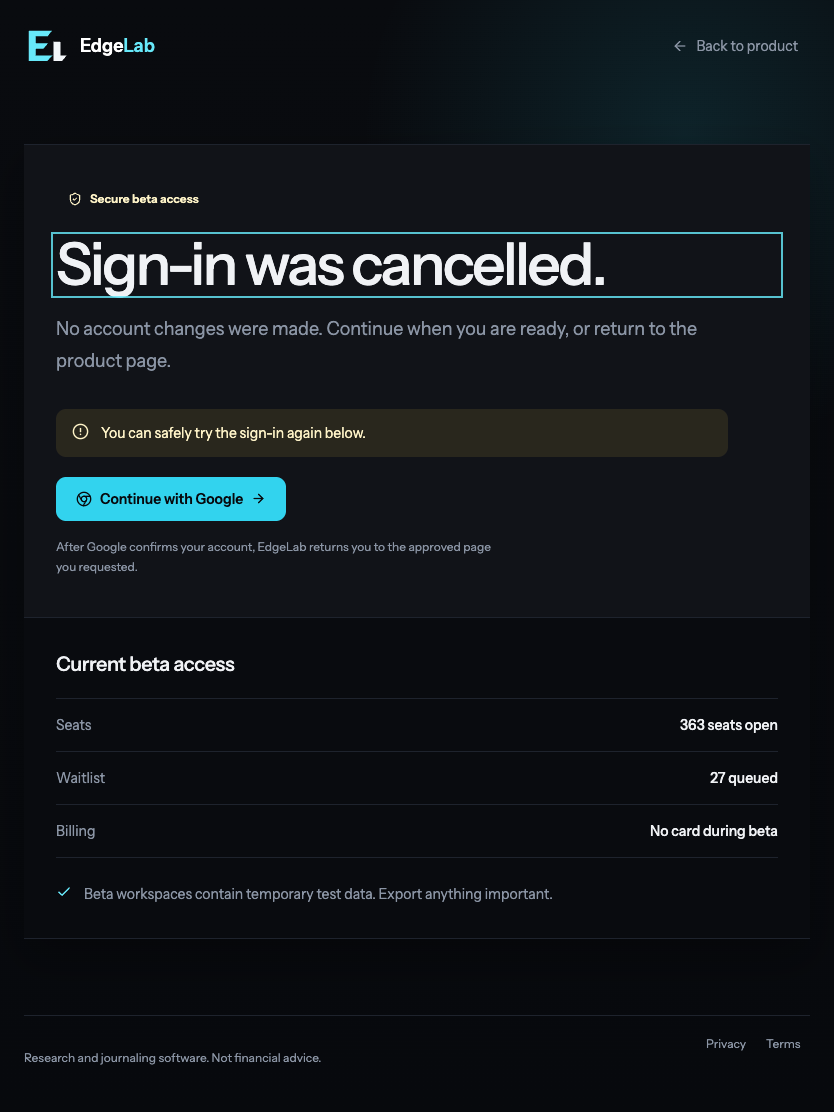 EdgeLab
Back to product
Secure beta access
Sign-in was cancelled.
No account changes were made. Continue when you are ready, or return to the
product page.
You can safely try the sign-in again below.
Continue with Google
After Google confirms your account, EdgeLab returns you to the approved page
you requested.
Current beta access
Seats 363 seats open
Waitlist 27 queued
Billing No card during beta
Beta workspaces contain temporary test data. Export anything important.
Privacy Terms
Research and journaling software. Not financial advice.